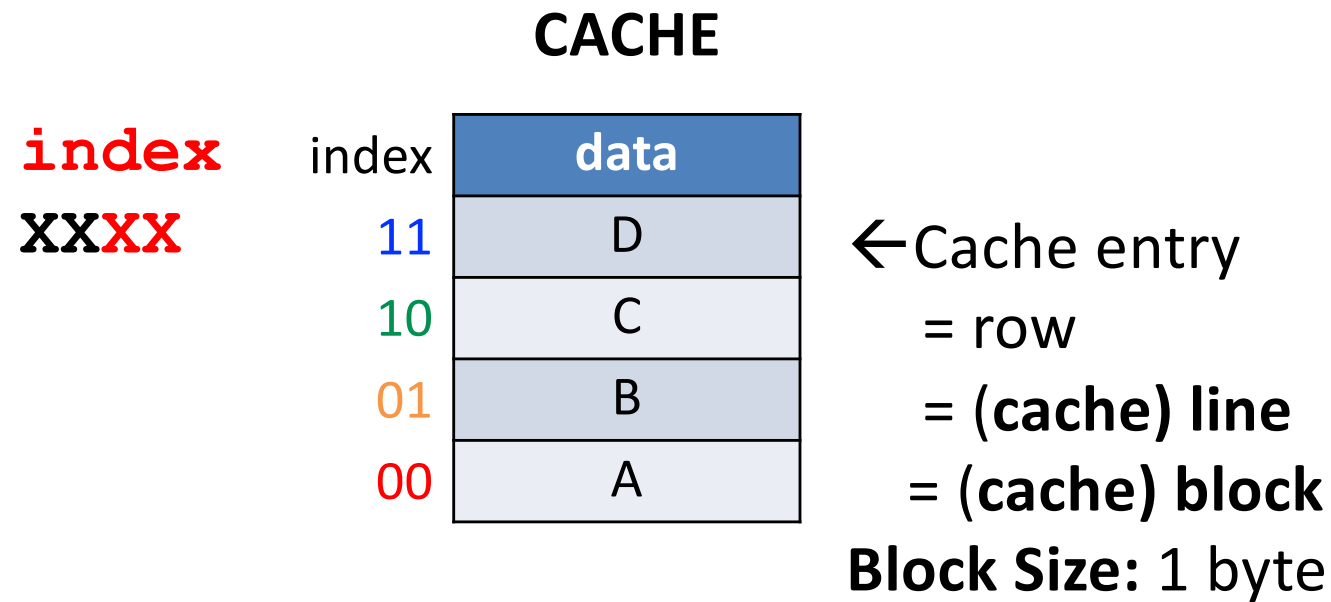 CACHE
index
xxxx
index data
11 D
10 C
01 B
00 A
←Cache entry
= row
= (cache) line
= (cache) block
Block Size: 1 byte